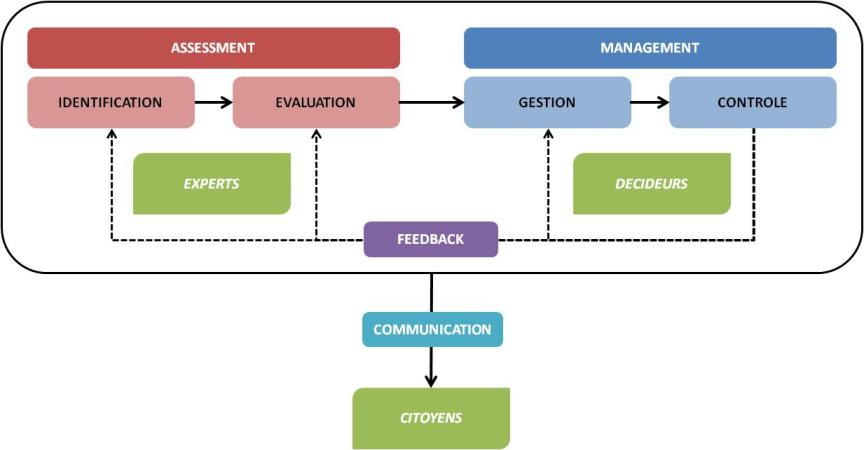 ASSESSMENT
MANAGEMENT
IDENTIFICATION
EVALUATION
GESTION
CONTROLE
EXPERTS
DECIDEURS
FEEDBACK
COMMUNICATION
CITOYENS